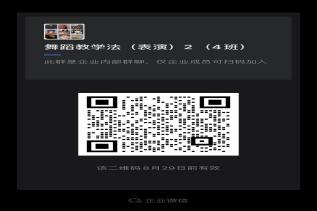 舞蹈教学法（表演）2 （4班）
此群是企业内部群聊，仅企业成员可扫码加入
该二维码8月29日前有效
企业微信